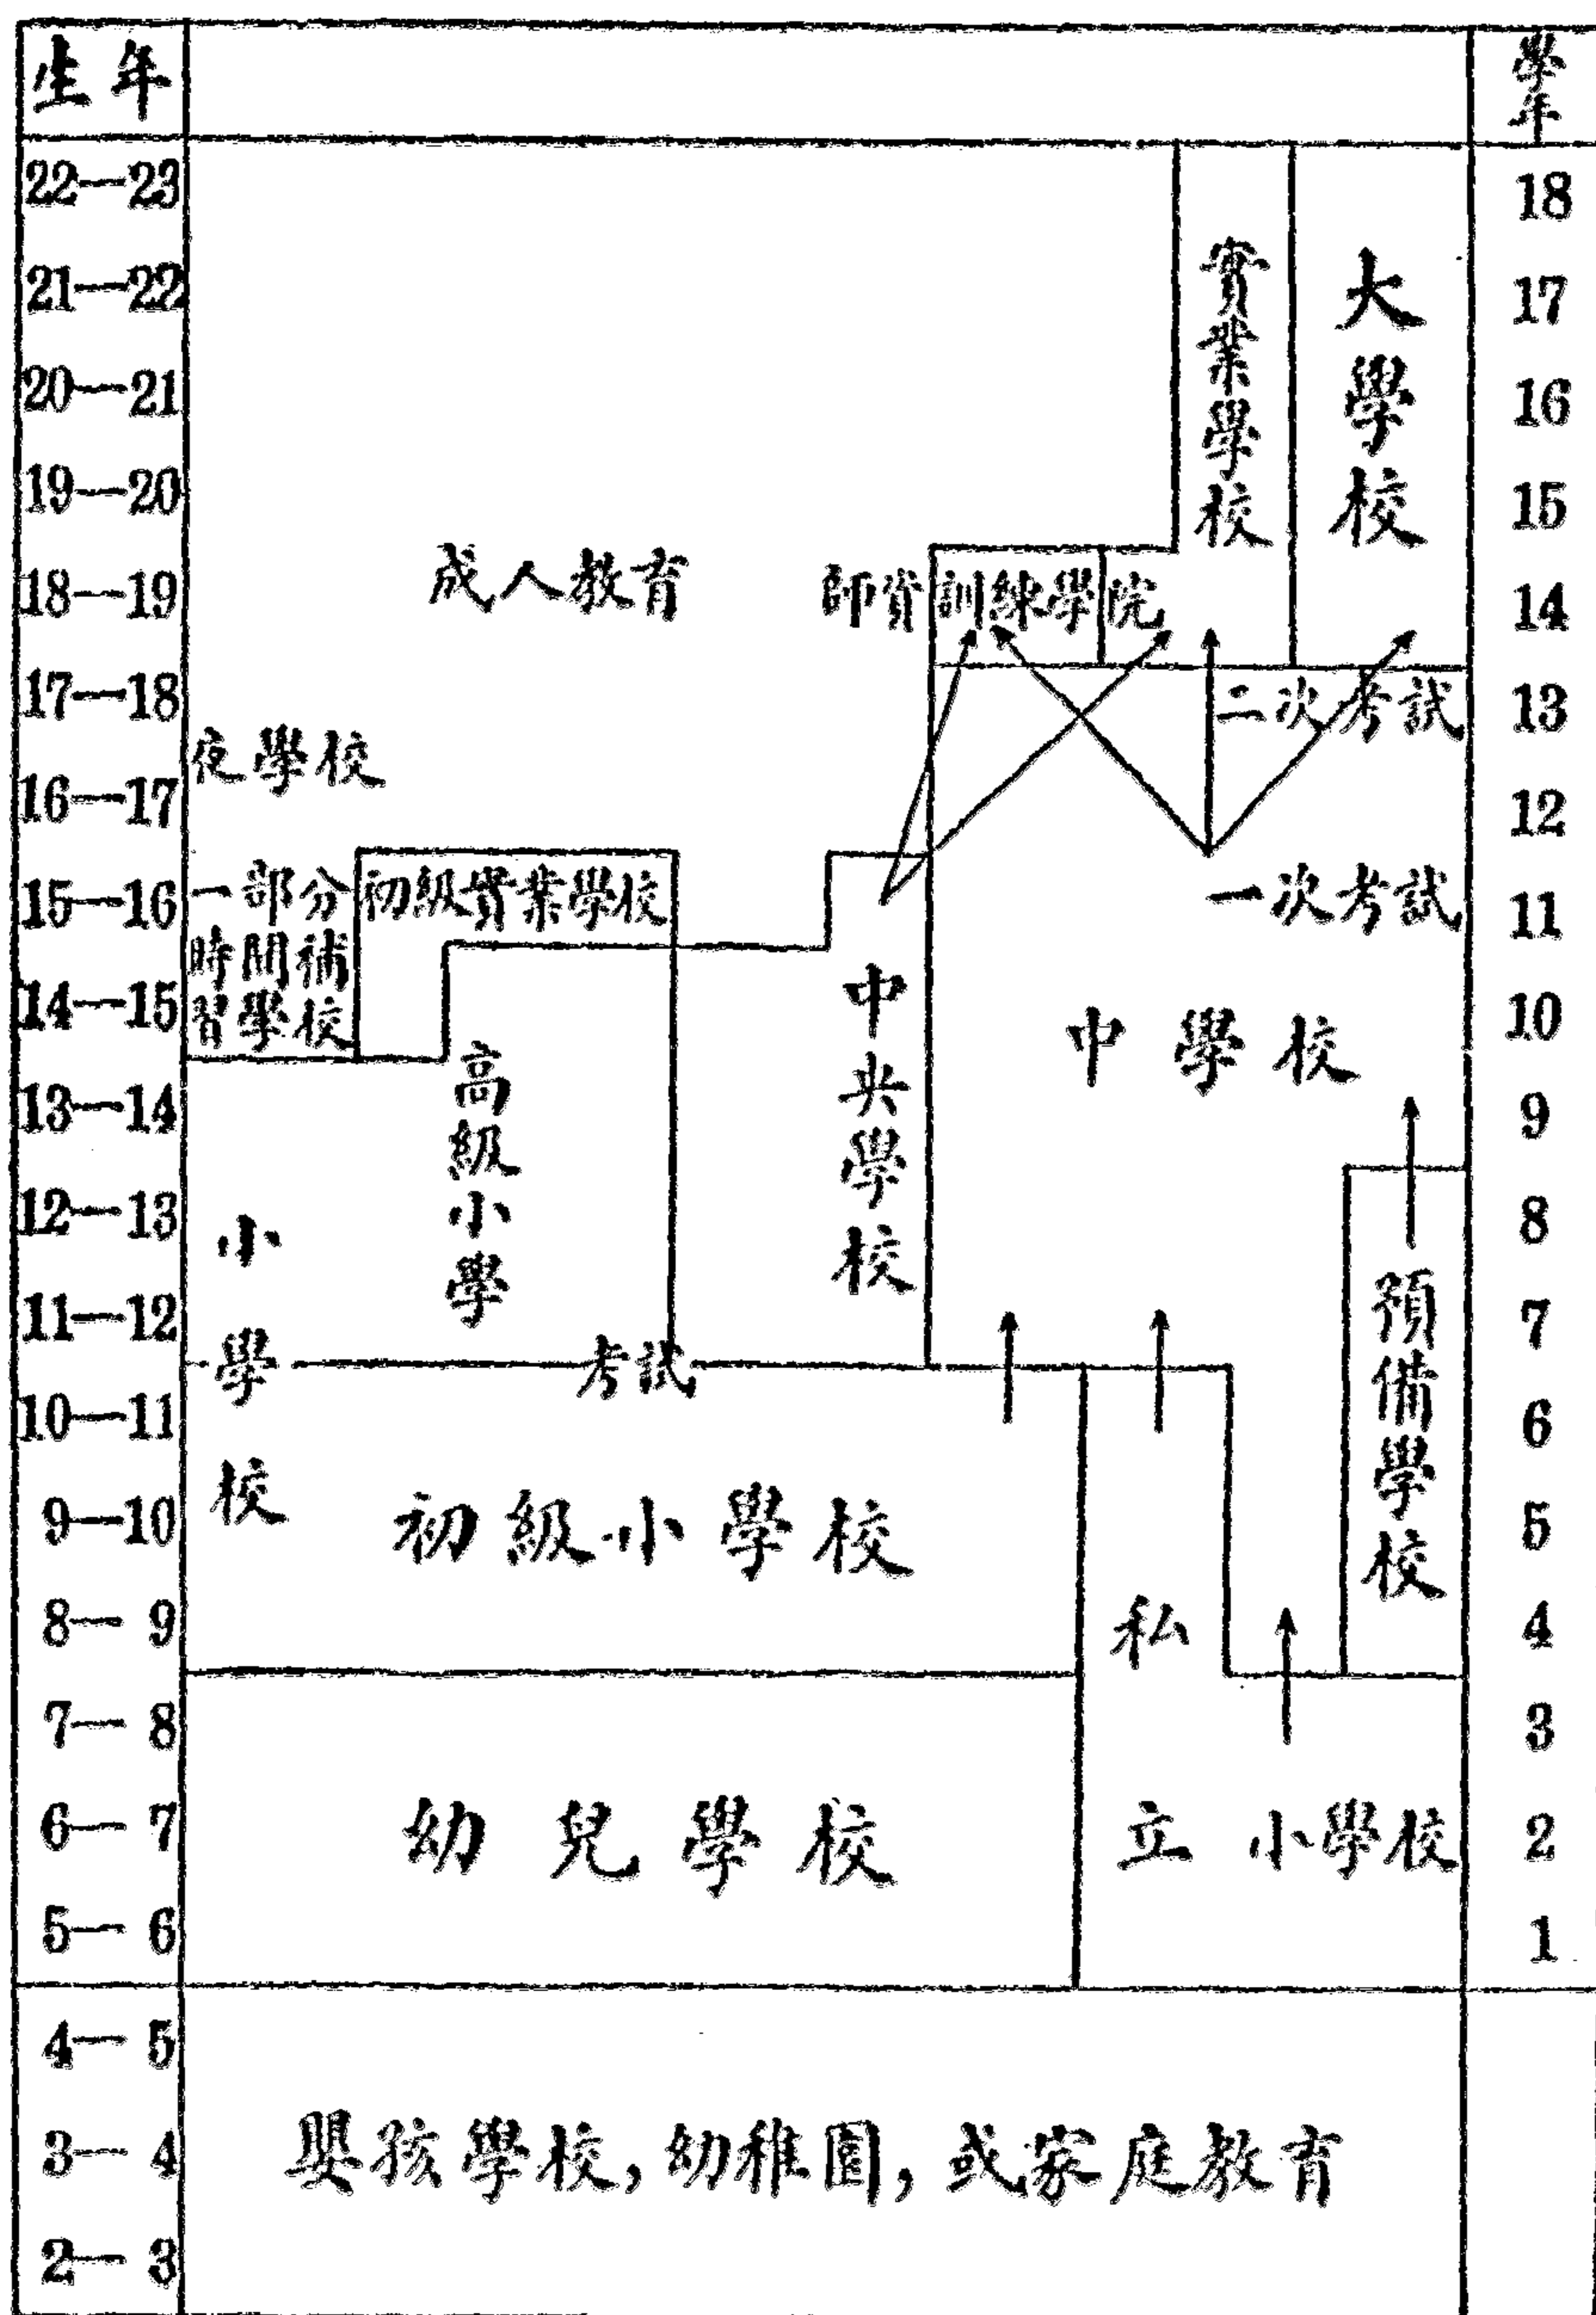 生年
學年
22—23
18
21—22
17
20—21
16
19—20
15
18—19
14
17—18
13
16—17
12
15—16
11
14—15
10
13—14
9
12—13
8
11—12
7
10—11
6
9—10
5
8—9
4
7—8
3
6—7
2
5—6
1
4—5
3—4
2—3
實業學校
大學校
成人教育
師資訓練學院
二次考試
夜學校
一部分
時間補
習學校
初級實業學校
一次考試
中央學校
中學校
高級小學
小學校
考試
預備學校
初級小學校
私立小學校
幼兒學校
嬰孩學校,幼稚園,或家庭教育